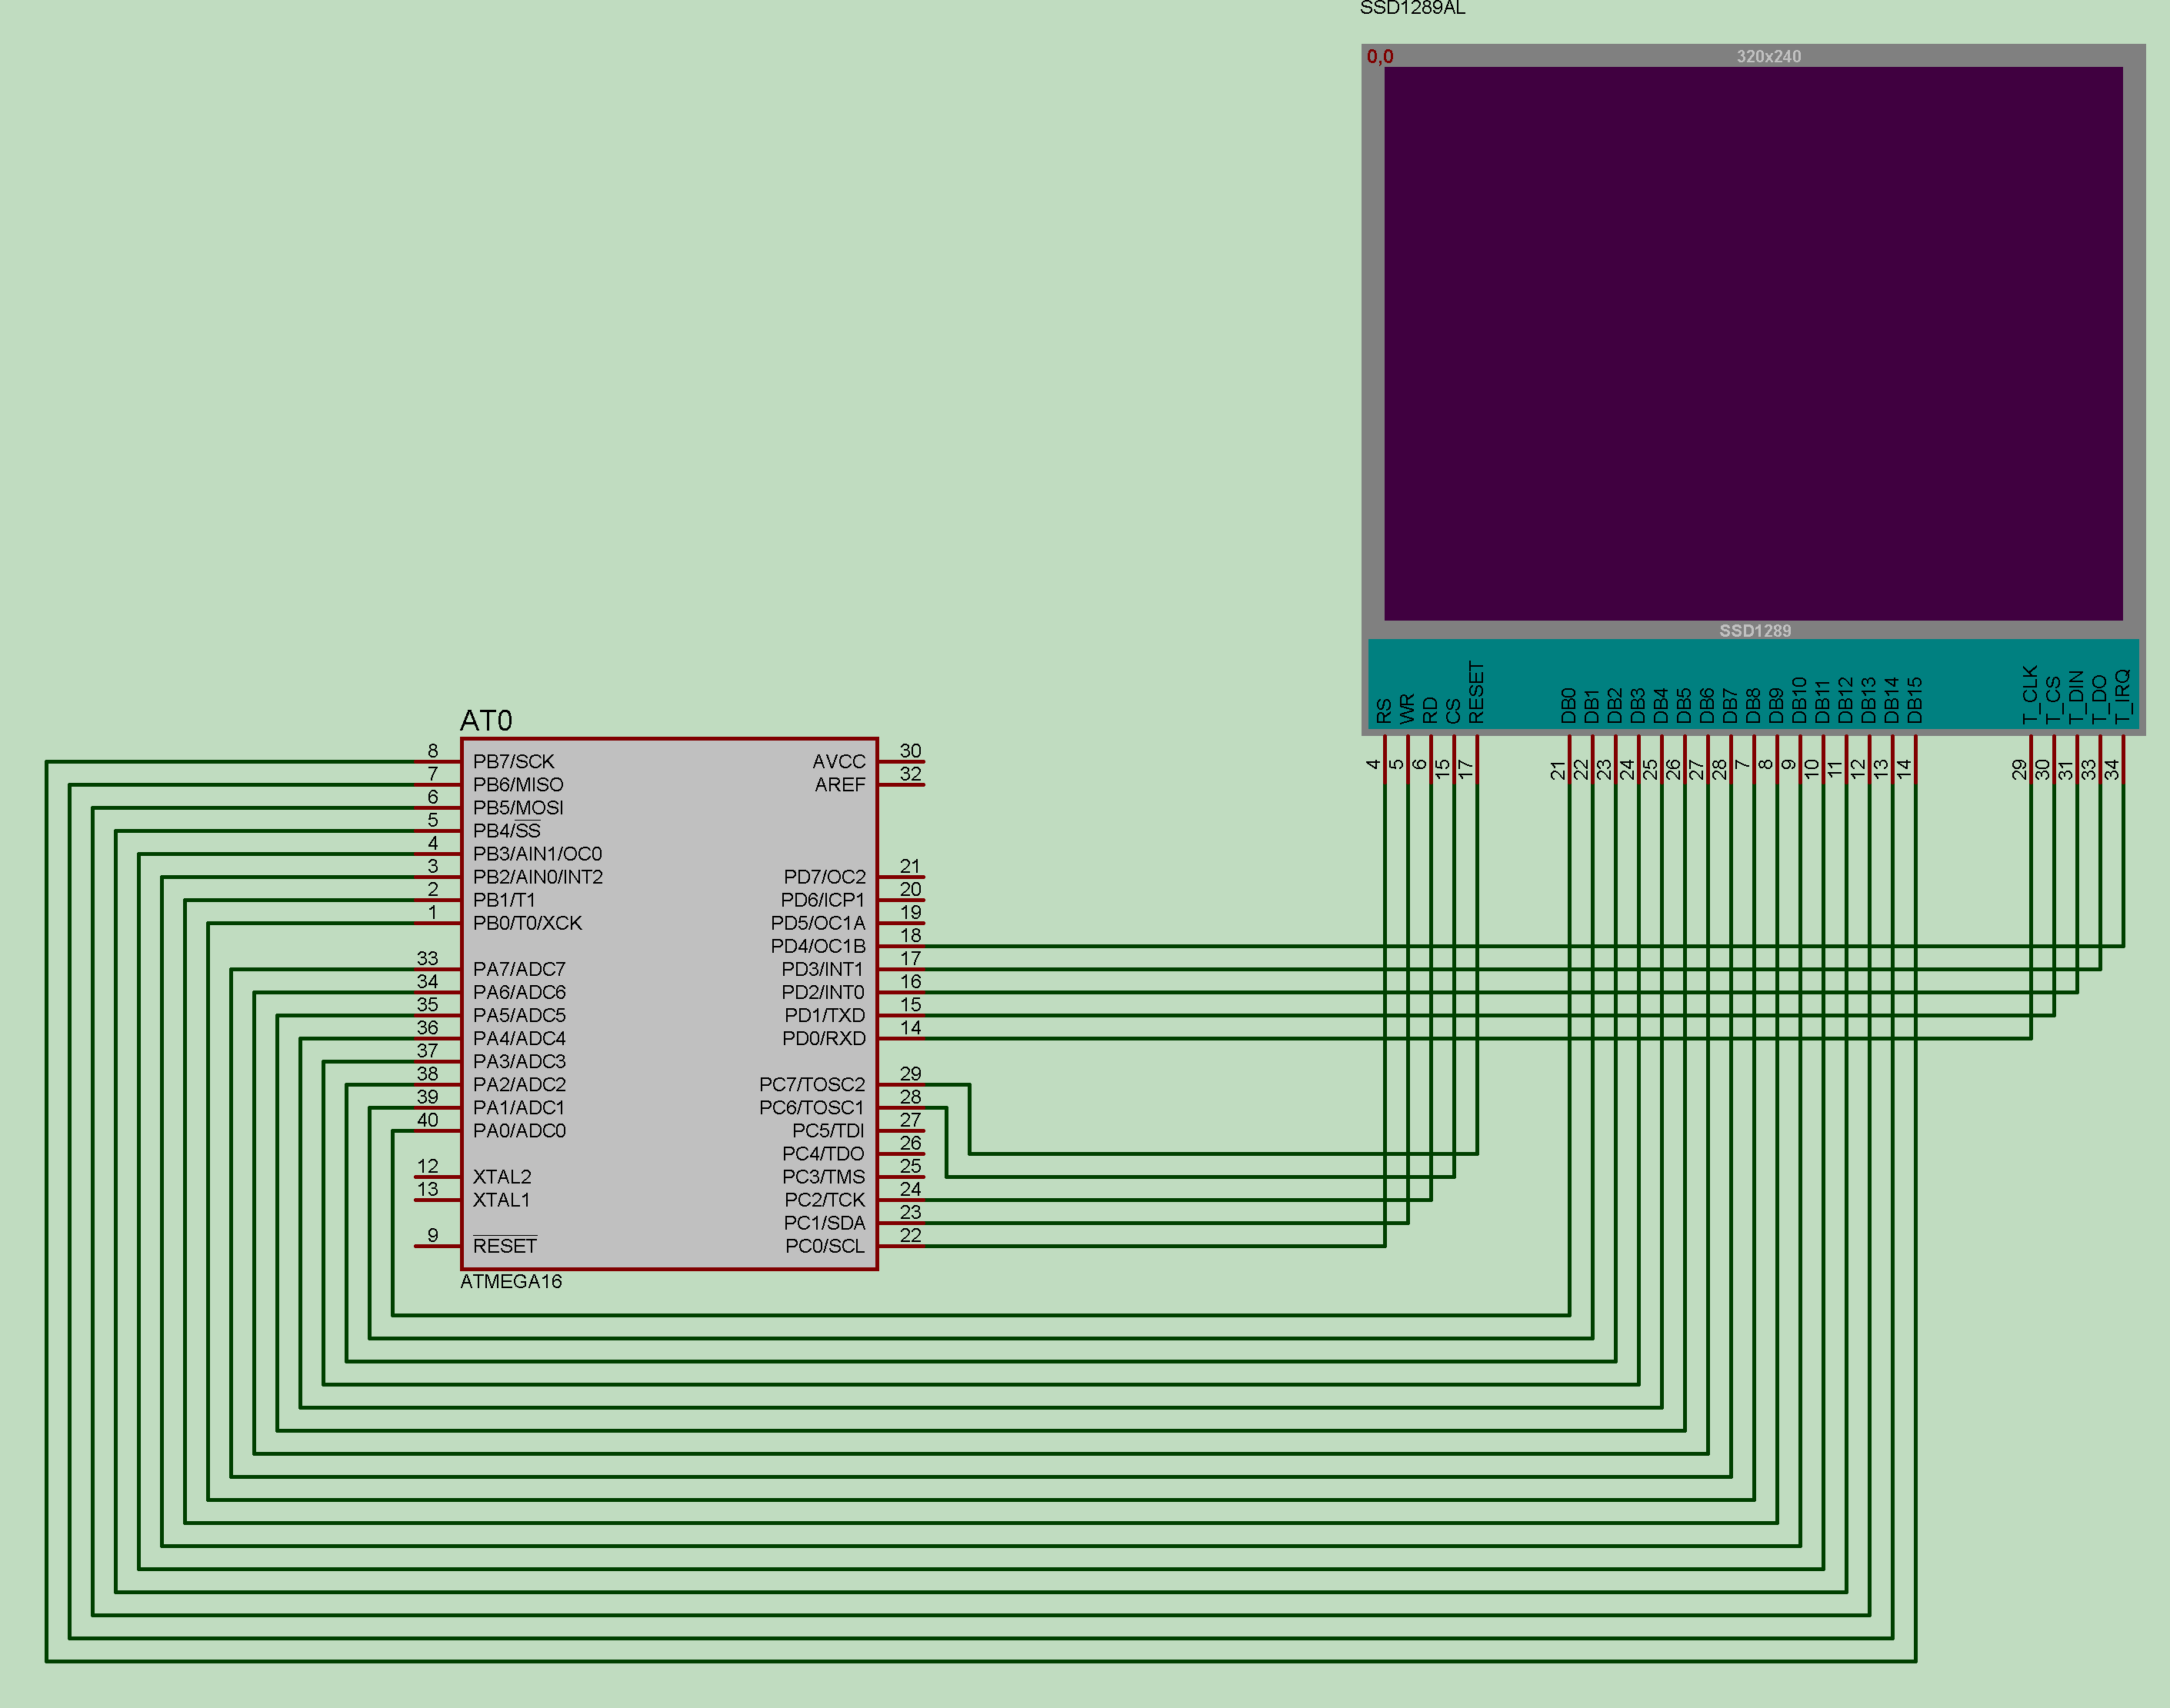 SSD1289AL
0,0
320x240
SSD1289
RS
WR
RD
CS
RESET
DB0
DB1
DB2
DB3
DB4
DB5
DB6
DB7
DB8
DB9
DB10
DB11
DB12
DB13
DB14
DB15
T_CLK
T_CS
T_DIN
T_DO
T_IRQ
4
5
6
15
17
21
22
23
24
25
26
27
28
7
8
9
10
11
12
13
14
29
30
31
33
34
AT0
8 PB7/SCK AVCC 30
7 PB6/MISO AREF 32
6 PB5/MOSI
5 PB4/SS
4 PB3/AIN1/OC0
3 PB2/AIN0/INT2 PD7/OC2 21
2 PB1/T1 PD6/ICP1 20
1 PB0/T0/XCK PD5/OC1A 19
PD4/OC1B 18
33 PA7/ADC7 PD3/INT1 17
34 PA6/ADC6 PD2/INT0 16
35 PA5/ADC5 PD1/TXD 15
36 PA4/ADC4 PD0/RXD 14
37 PA3/ADC3
38 PA2/ADC2 PC7/TOSC2 29
39 PA1/ADC1 PC6/TOSC1 28
40 PA0/ADC0 PC5/TDI 27
PC4/TDO 26
12 XTAL2 PC3/TMS 25
13 XTAL1 PC2/TCK 24
PC1/SDA 23
9 RESET PC0/SCL 22
ATMEGA16